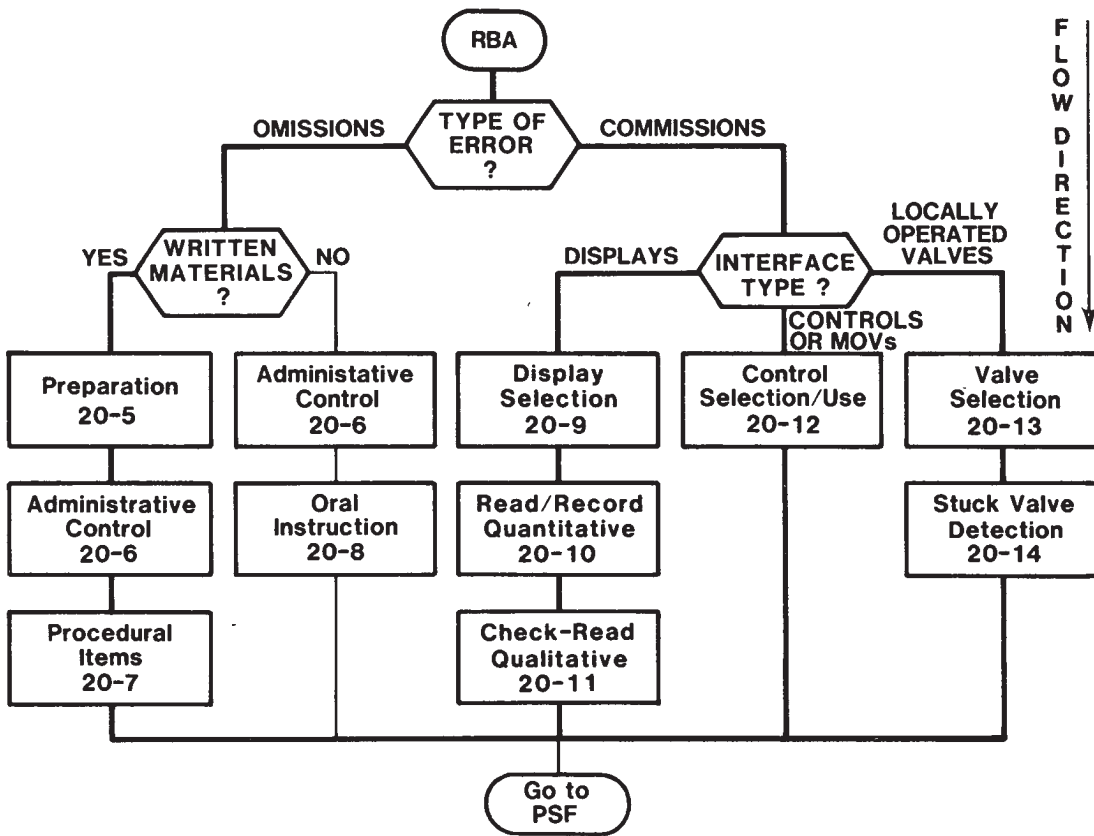 RBA
FLOW DIRECTION
TYPE OF
ERROR
?
OMISSIONS
COMMISSIONS
WRITTEN
MATERIALS
?
YES
NO
INTERFACE
TYPE ?
DISPLAYS
LOCALLY
OPERATED
VALVES
CONTROLS
OR MOVs
Preparation
20-5
Administative
Control
20-6
Display
Selection
20-9
Control
Selection/Use
20-12
Valve
Selection
20-13
Administrative
Control
20-6
Oral
Instruction
20-8
Read/Record
Quantitative
20-10
Stuck Valve
Detection
20-14
Procedural
Items
20-7
Check-Read
Qualitative
20-11
Go to
PSF